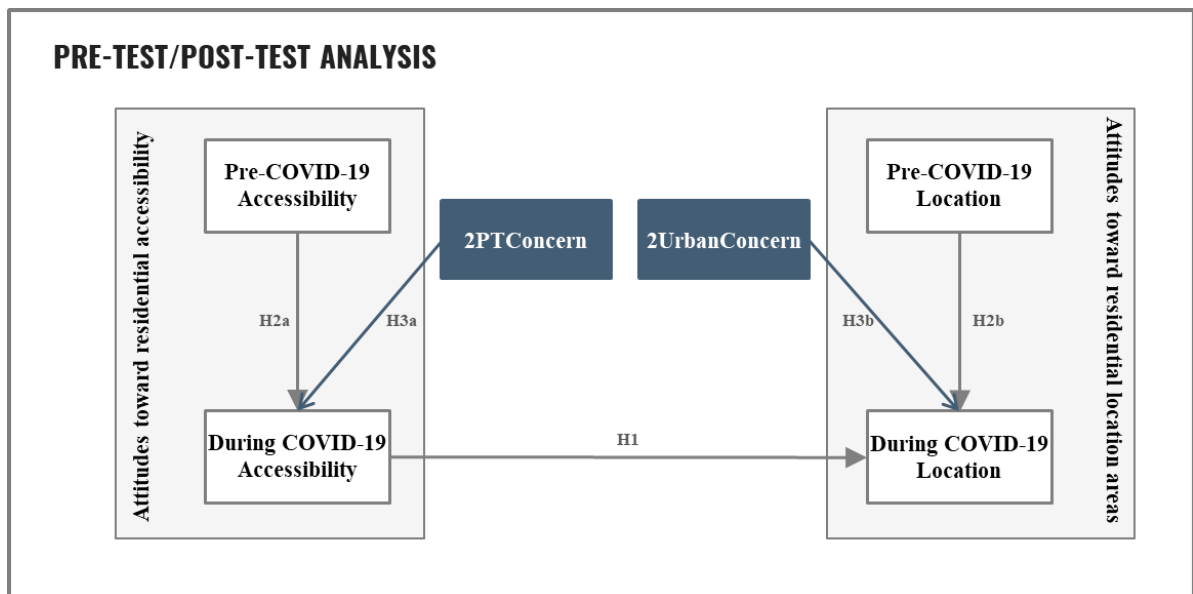 PRE-TEST/POST-TEST ANALYSIS
Attitudes toward residential accessibility
Pre-COVID-19
Accessibility
2PTConcern
2UrbanConcern
Pre-COVID-19
Location
Attitudes toward residential location areas
H2a
H3a
H3b
H2b
During COVID-19
Accessibility
H1
During COVID-19
Location